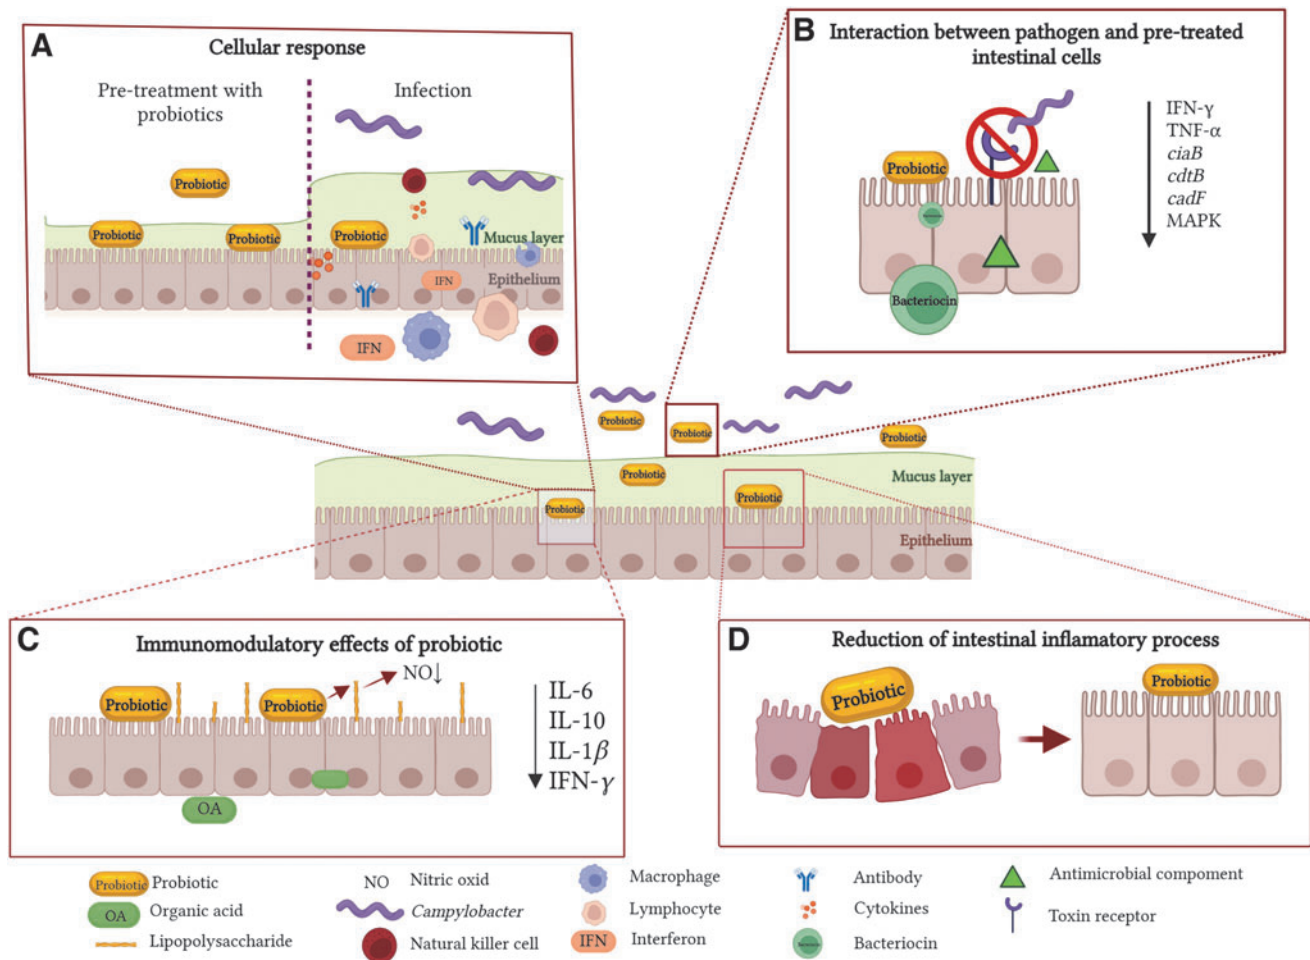 A
Cellular response
Pre-treatment with
probiotics
Infection
Probiotic
Probiotic
Probiotic
Probiotic
Mucus layer
IFN
Epithelium
IFN
B
Interaction between pathogen and pre-treated
intestinal cells
Probiotic
Bacteriocin
IFN-γ
TNF-α
ciaB
cdtB
cadF
MAPK
Probiotic
Probiotic
Probiotic
Probiotic
Mucus layer
Probiotic
Probiotic
Epithelium
C
Immunomodulatory effects of probiotic
Probiotic
Probiotic
NO↓
OA
IL-6
IL-10
IL-1β
IFN-γ
D
Reduction of intestinal inflamatory process
Probiotic
Probiotic
Probiotic Probiotic
OA Organic acid
Lipopolysaccharide
NO Nitric oxid
Campylobacter
Natural killer cell
Macrophage
Lymphocyte
IFN Interferon
Antibody
Cytokines
Bacteriocin
Antimicrobial compoment
Toxin receptor